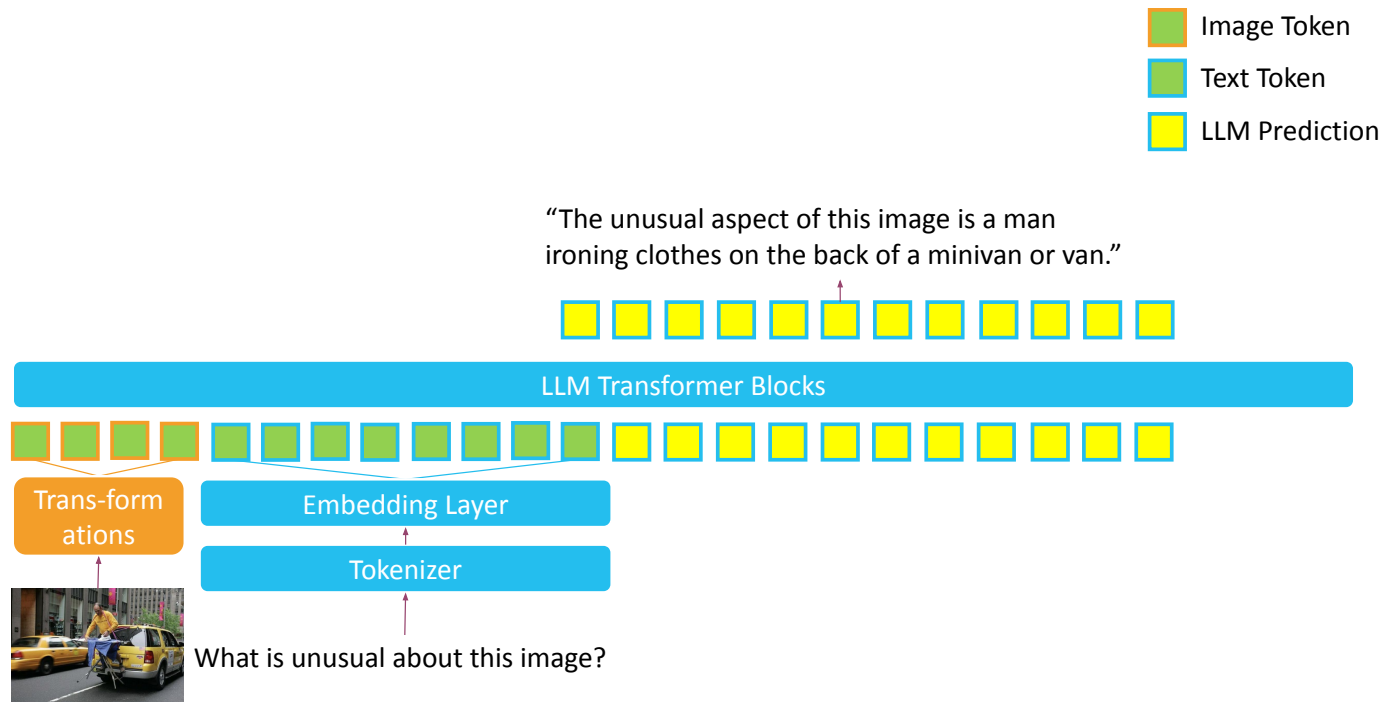 Image Token
Text Token
LLM Prediction
“The unusual aspect of this image is a man
ironing clothes on the back of a minivan or van.”
LLM Transformer Blocks
Trans-form
ations
Embedding Layer
Tokenizer
What is unusual about this image?